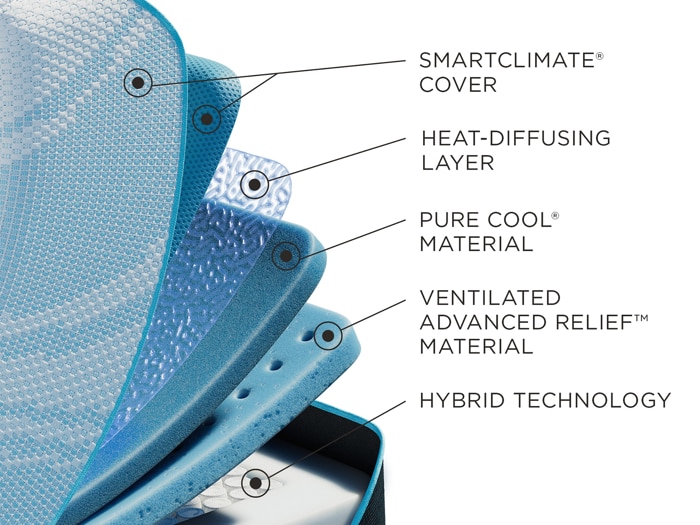 SMARTCLIMATE®
COVER
HEAT-DIFFUSING
LAYER
PURE COOL®
MATERIAL
VENTILATED
ADVANCED RELIEF™
MATERIAL
HYBRID TECHNOLOGY